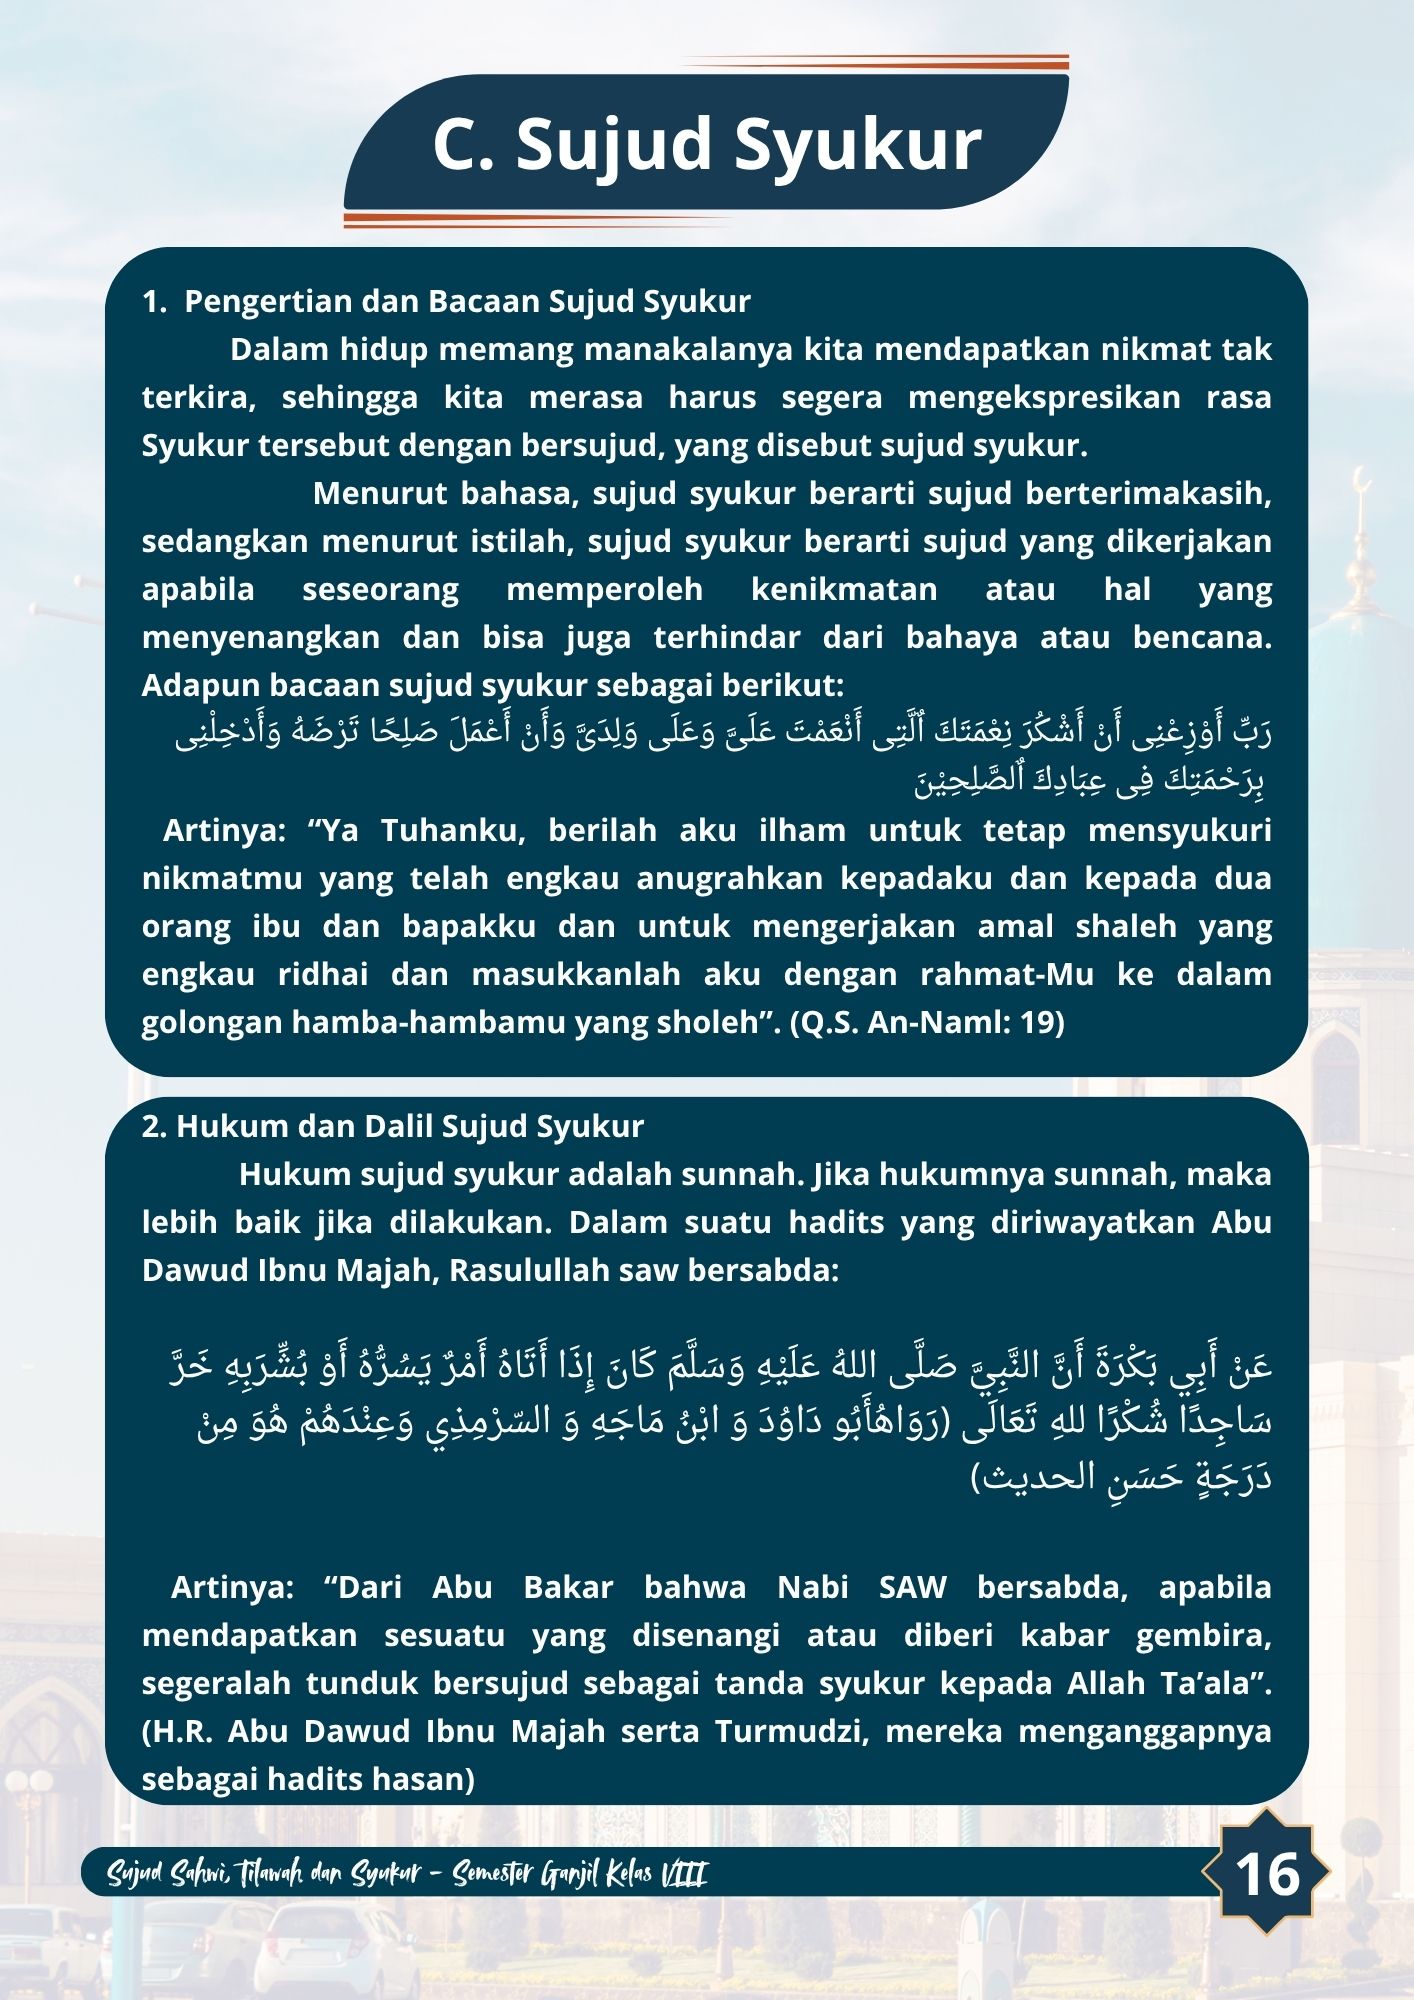 C. Sujud Syukur
1. Pengertian dan Bacaan Sujud Syukur
Dalam hidup memang manakalanya kita mendapatkan nikmat tak
terkira, sehingga kita merasa harus segera mengekspresikan rasa
Syukur tersebut dengan bersujud, yang disebut sujud syukur.
Menurut bahasa, sujud syukur berarti sujud berterimakasih,
sedangkan menurut istilah, sujud syukur berarti sujud yang dikerjakan
apabila seseorang memperoleh kenikmatan atau hal yang
menyenangkan dan bisa juga terhindar dari bahaya atau bencana.
Adapun bacaan sujud syukur sebagai berikut:
رَبِّ أَوْزِعْنِى أَنْ أَشْكُرَ نِعْمَتَكَ ٱلَّتِى أَنْعَمْتَ عَلَىَّ وَعَلَى وَلِدَىَّ وَأَنْ أَعْمَلَ صَلِحًا تَرْضَهُ وَأَدْخِلْنِى
بِرَحْمَتِكَ فِى عِبَادِكَ ٱلصَّلِحِيْنَ
Artinya: “Ya Tuhanku, berilah aku ilham untuk tetap mensyukuri
nikmatmu yang telah engkau anugrahkan kepadaku dan kepada dua
orang ibu dan bapakku dan untuk mengerjakan amal shaleh yang
engkau ridhai dan masukkanlah aku dengan rahmat-Mu ke dalam
golongan hamba-hambamu yang sholeh”. (Q.S. An-Naml: 19)
2. Hukum dan Dalil Sujud Syukur
Hukum sujud syukur adalah sunnah. Jika hukumnya sunnah, maka
lebih baik jika dilakukan. Dalam suatu hadits yang diriwayatkan Abu
Dawud Ibnu Majah, Rasulullah saw bersabda:
عَنْ أَبِي بَكْرَةَ أَنَّ النَّبِيَّ صَلَّى اللهُ عَلَيْهِ وَسَلَّمَ كَانَ إِذَا أَتَاهُ أَمْرٌ يَسُرُّهُ أَوْ بُشِّرَبِهِ خَرَّ
سَاجِدًا شُكْرًا للهِ تَعَالَى (رَوَاهُأَبُو دَاوُدَ وَ ابْنُ مَاجَهِ وَ السّرْمِذِي وَعِنْدَهُمْ هُوَ مِنْ
دَرَجَةٍ حَسَنِ الحديث)
Artinya: “Dari Abu Bakar bahwa Nabi SAW bersabda, apabila
mendapatkan sesuatu yang disenangi atau diberi kabar gembira,
segeralah tunduk bersujud sebagai tanda syukur kepada Allah Ta’ala”.
(H.R. Abu Dawud Ibnu Majah serta Turmudzi, mereka menganggapnya
sebagai hadits hasan)
Sujud Sahwi, Tilawah dan Syukur - Semester Ganjil Kelas VIII
16